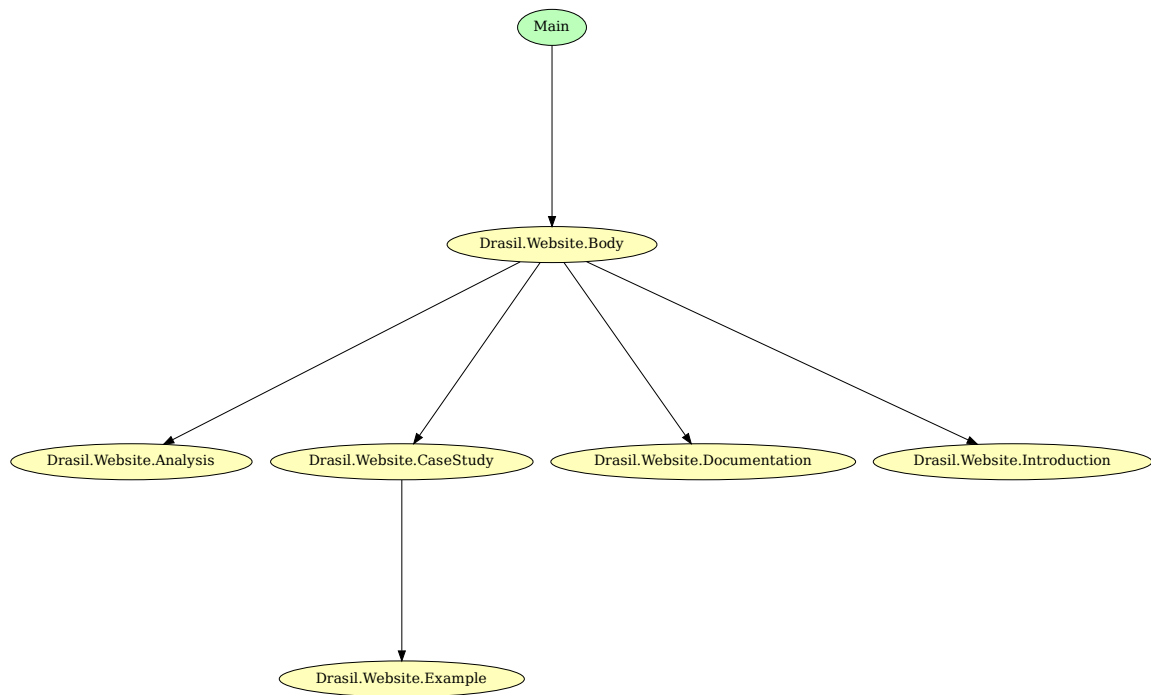 Main
Drasil.Website.Body
Drasil.Website.Analysis
Drasil.Website.CaseStudy
Drasil.Website.Documentation
Drasil.Website.Introduction
Drasil.Website.Example